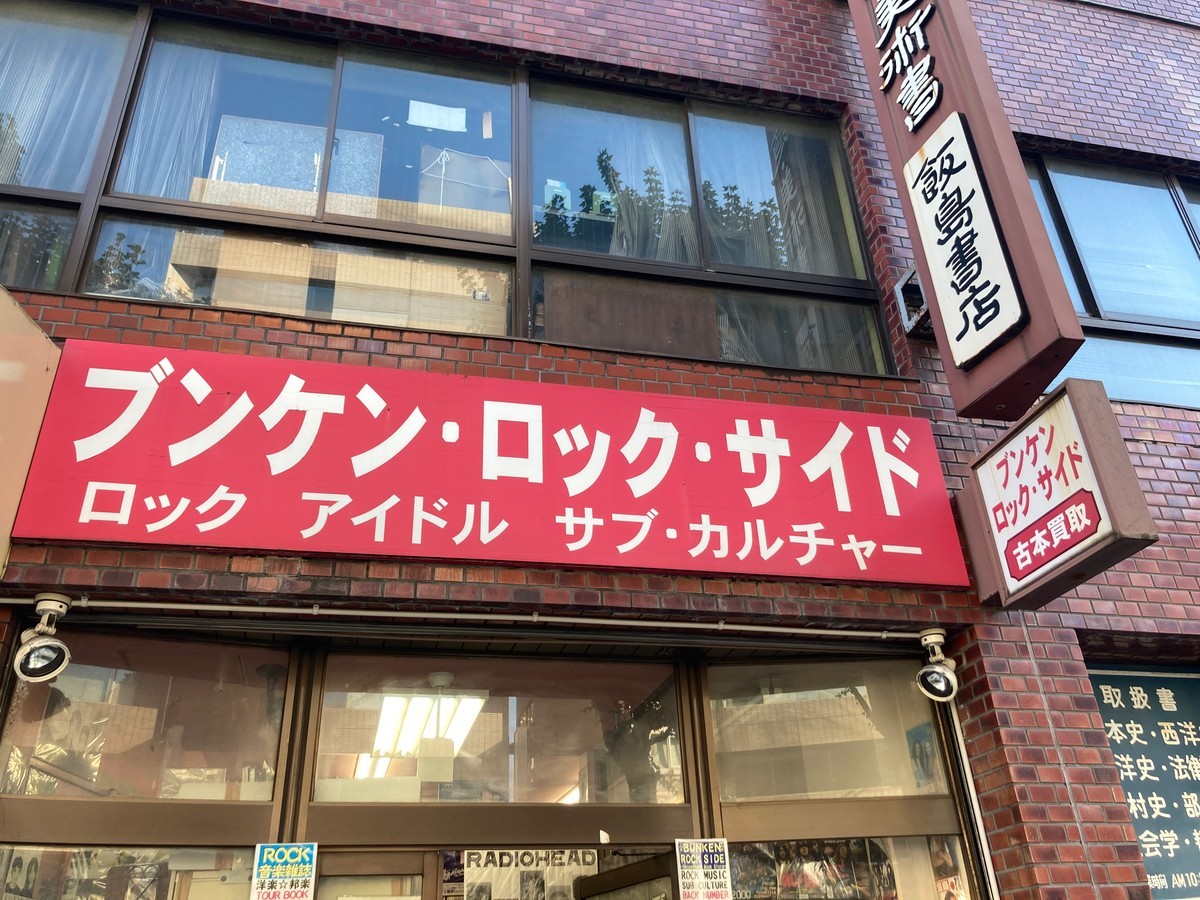 美術書
飯島書店
ブンケン・ロック・サイド
ロック アイドル サブ・カルチャー
ブンケン
ロック・サイド
古本買取
取扱書
本史・西洋
洋史・法
村史・部
会学・
AM10:
ROCK
音楽雑誌
洋楽☆邦楽
TOUR BOOK
RADIOHEAD
BUNKEN
ROCK SIDE
ROCK MUSIC
SUB CULTURE
BACK NUMBER